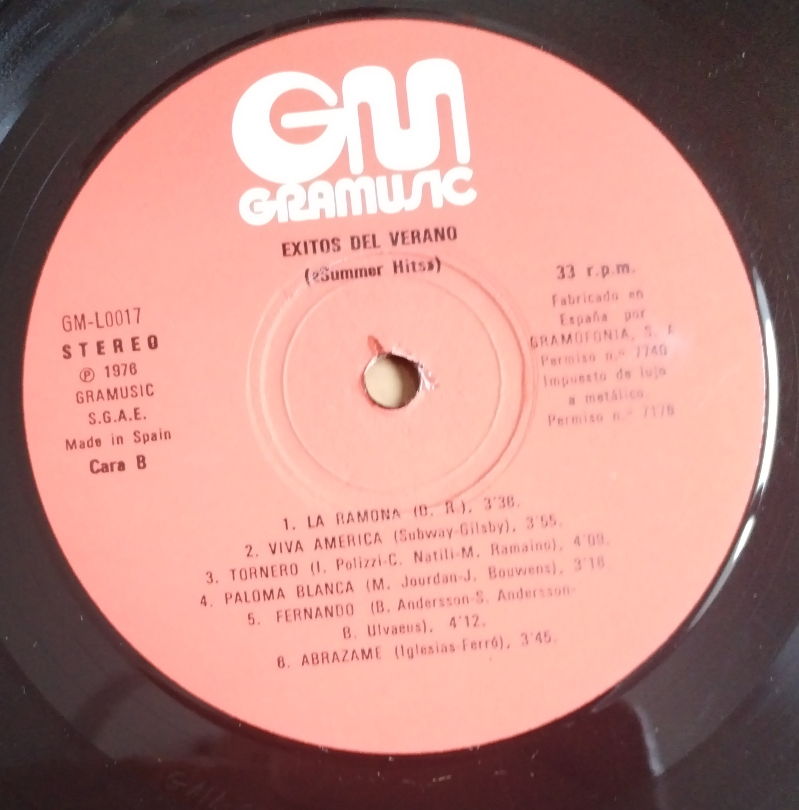 GM
GRAMUSIC
EXITOS DEL VERANO
(«Summer Hits»)
GM-L0017
STEREO
Ⓟ 1976
GRAMUSIC
S.G.A.E.
Made in Spain
Cara B
33 r.p.m.
Fabricado en
España por
GRAMOFONIA, S. A
Permiso n.º 7740
Impuesto de lujo
a metálico
Permiso n.º 7176
1. LA RAMONA (D. R.), 3'36.
2. VIVA AMERICA (Subway-Gilsby), 3'55.
3. TORNERO (I. Polizzi-C. Natili-M. Ramaino), 4'09.
4. PALOMA BLANCA (M. Jourdan-J. Bouwens), 3'18
5. FERNANDO (B. Andersson-S. Andersson-
B. Ulvaeus), 4'12.
6. ABRAZAME (Iglesias-Ferró), 3'45.